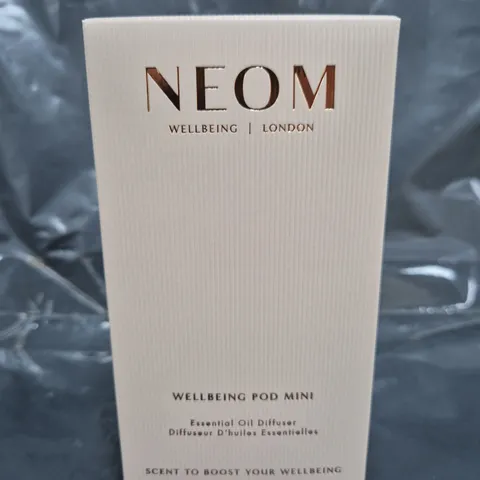 NEOM
WELLBEING | LONDON
WELLBEING POD MINI
Essential Oil Diffuser
Diffuseur D'huiles Essentielles
SCENT TO BOOST YOUR WELLBEING